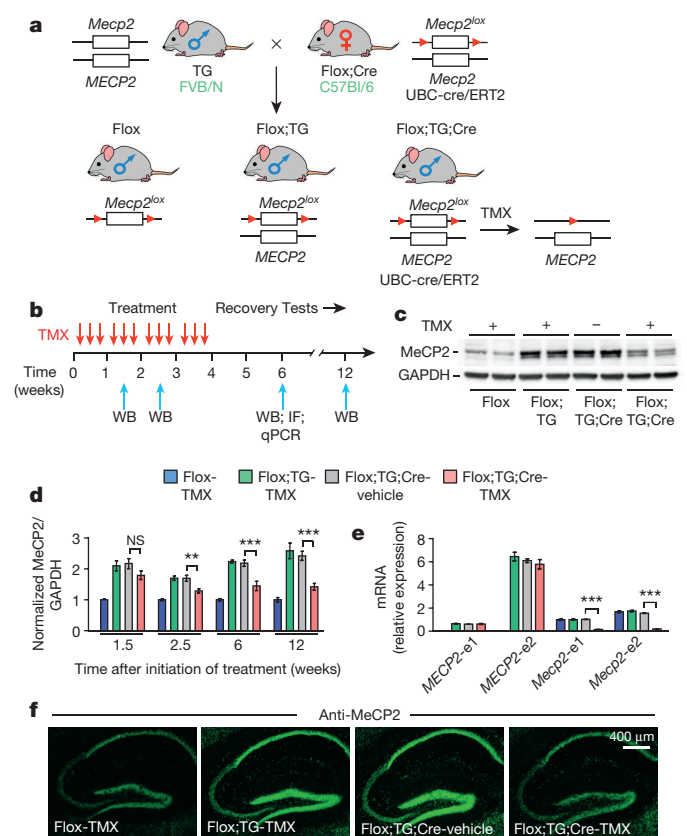 a
Mecp2
MECP2
TG
FVB/N
×
Flox;Cre
C57Bl/6
Mecp2lox
Mecp2
UBC-cre/ERT2
Flox
Flox;TG
Flox;TG;Cre
Mecp2lox
Mecp2lox
MECP2
Mecp2lox
MECP2
UBC-cre/ERT2
TMX
MECP2
b
Treatment
Recovery Tests
TMX
Time
(weeks)
0 1 2 3 4 5 6 12
WB
WB
WB; IF;
qPCR
WB
c
TMX + + − +
MeCP2
GAPDH
Flox
Flox;
TG
Flox;
TG;Cre
Flox;
TG;Cre
Flox-
TMX
Flox;TG-
TMX
Flox;TG;Cre-
vehicle
Flox;TG;Cre-
TMX
d
Normalized MeCP2/
GAPDH
3
2
1
0
NS
**
***
***
1.5 2.5 6 12
Time after initiation of treatment (weeks)
e
mRNA
(relative expression)
8
6
4
2
0
***
***
MECP2-e1
MECP2-e2
Mecp2-e1
Mecp2-e2
f
Anti-MeCP2
400 μm
Flox-TMX
Flox;TG-TMX
Flox;TG;Cre-vehicle
Flox;TG;Cre-TMX